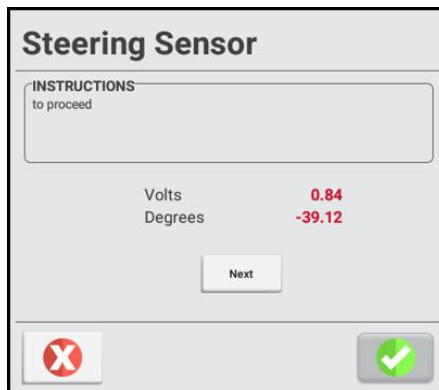 Steering Sensor
INSTRUCTIONS
to proceed
Volts 0.84
Degrees -39.12
Next